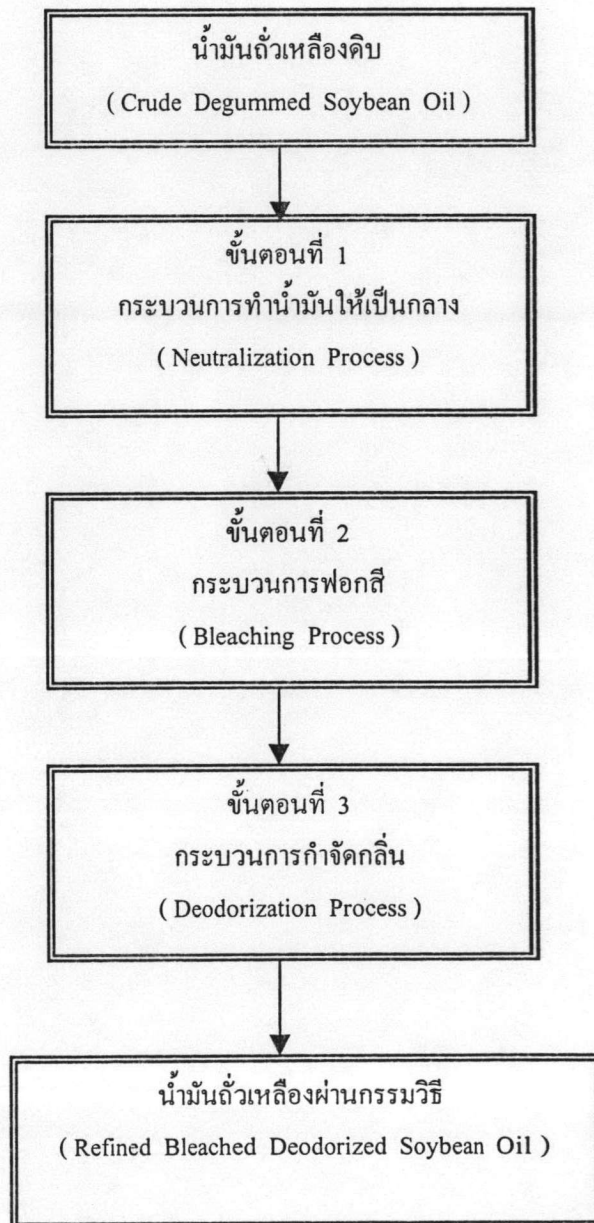 น้ำมันถั่วเหลืองดิบ
( Crude Degummed Soybean Oil )
ขั้นตอนที่ 1
กระบวนการทำน้ำมันให้เป็นกลาง
( Neutralization Process )
ขั้นตอนที่ 2
กระบวนการฟอกสี
( Bleaching Process )
ขั้นตอนที่ 3
กระบวนการกำจัดกลิ่น
( Deodorization Process )
น้ำมันถั่วเหลืองผ่านกรรมวิธี
( Refined Bleached Deodorized Soybean Oil )